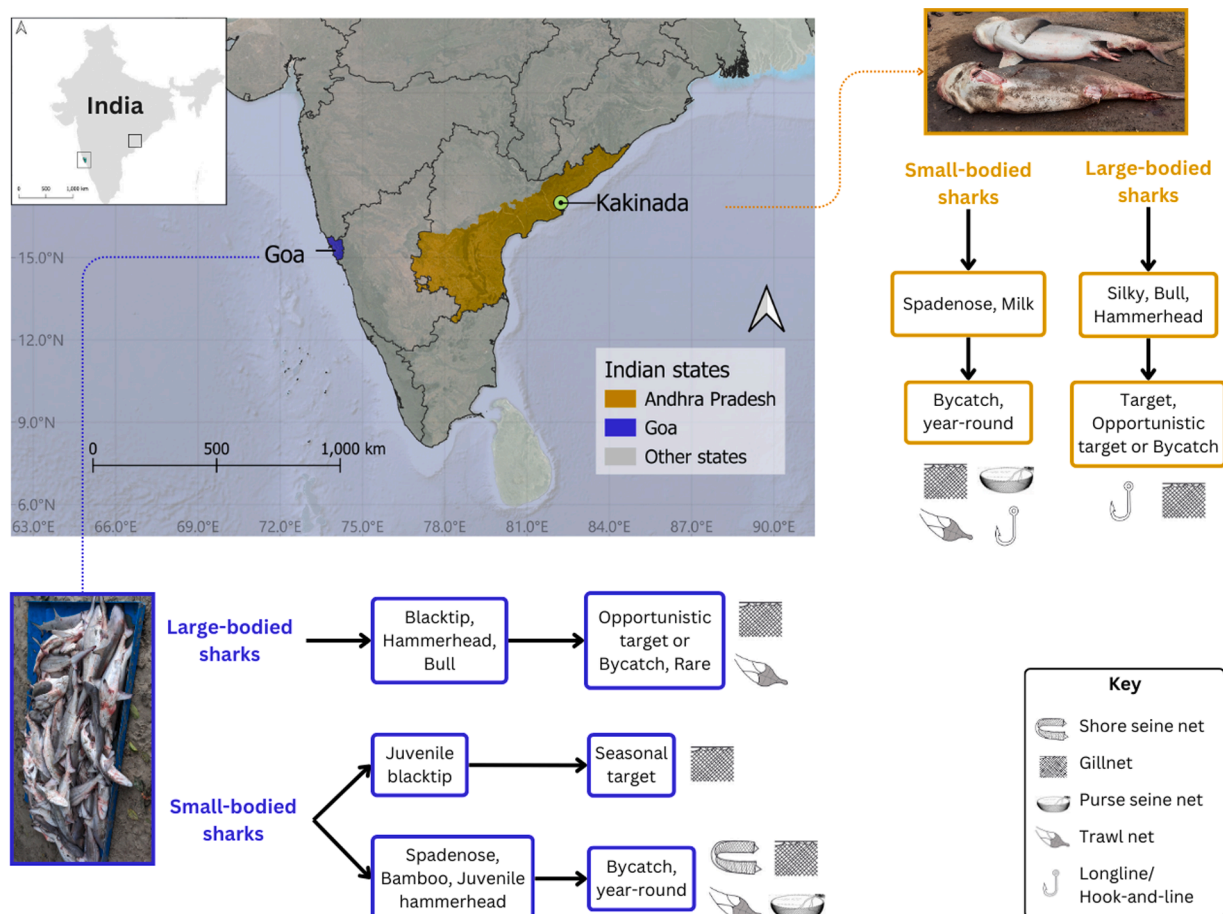 India
0 500 1,000 km
Kakinada
Goa
15.0°N
12.0°N
9.0°N
6.0°N
63.0°E 66.0°E 69.0°E 72.0°E 75.0°E 78.0°E 81.0°E 84.0°E 87.0°E 90.0°E
0 500 1,000 km
Indian states
Andhra Pradesh
Goa
Other states
Small-bodied
sharks
Spadenose, Milk
Bycatch,
year-round
Large-bodied
sharks
Silky, Bull,
Hammerhead
Target,
Opportunistic
target or Bycatch
Large-bodied
sharks
Blacktip,
Hammerhead,
Bull
Opportunistic
target or
Bycatch, Rare
Small-bodied
sharks
Juvenile
blacktip
Seasonal
target
Spadenose,
Bamboo, Juvenile
hammerhead
Bycatch,
year-round
Key
Shore seine net
Gillnet
Purse seine net
Trawl net
Longline/
Hook-and-line